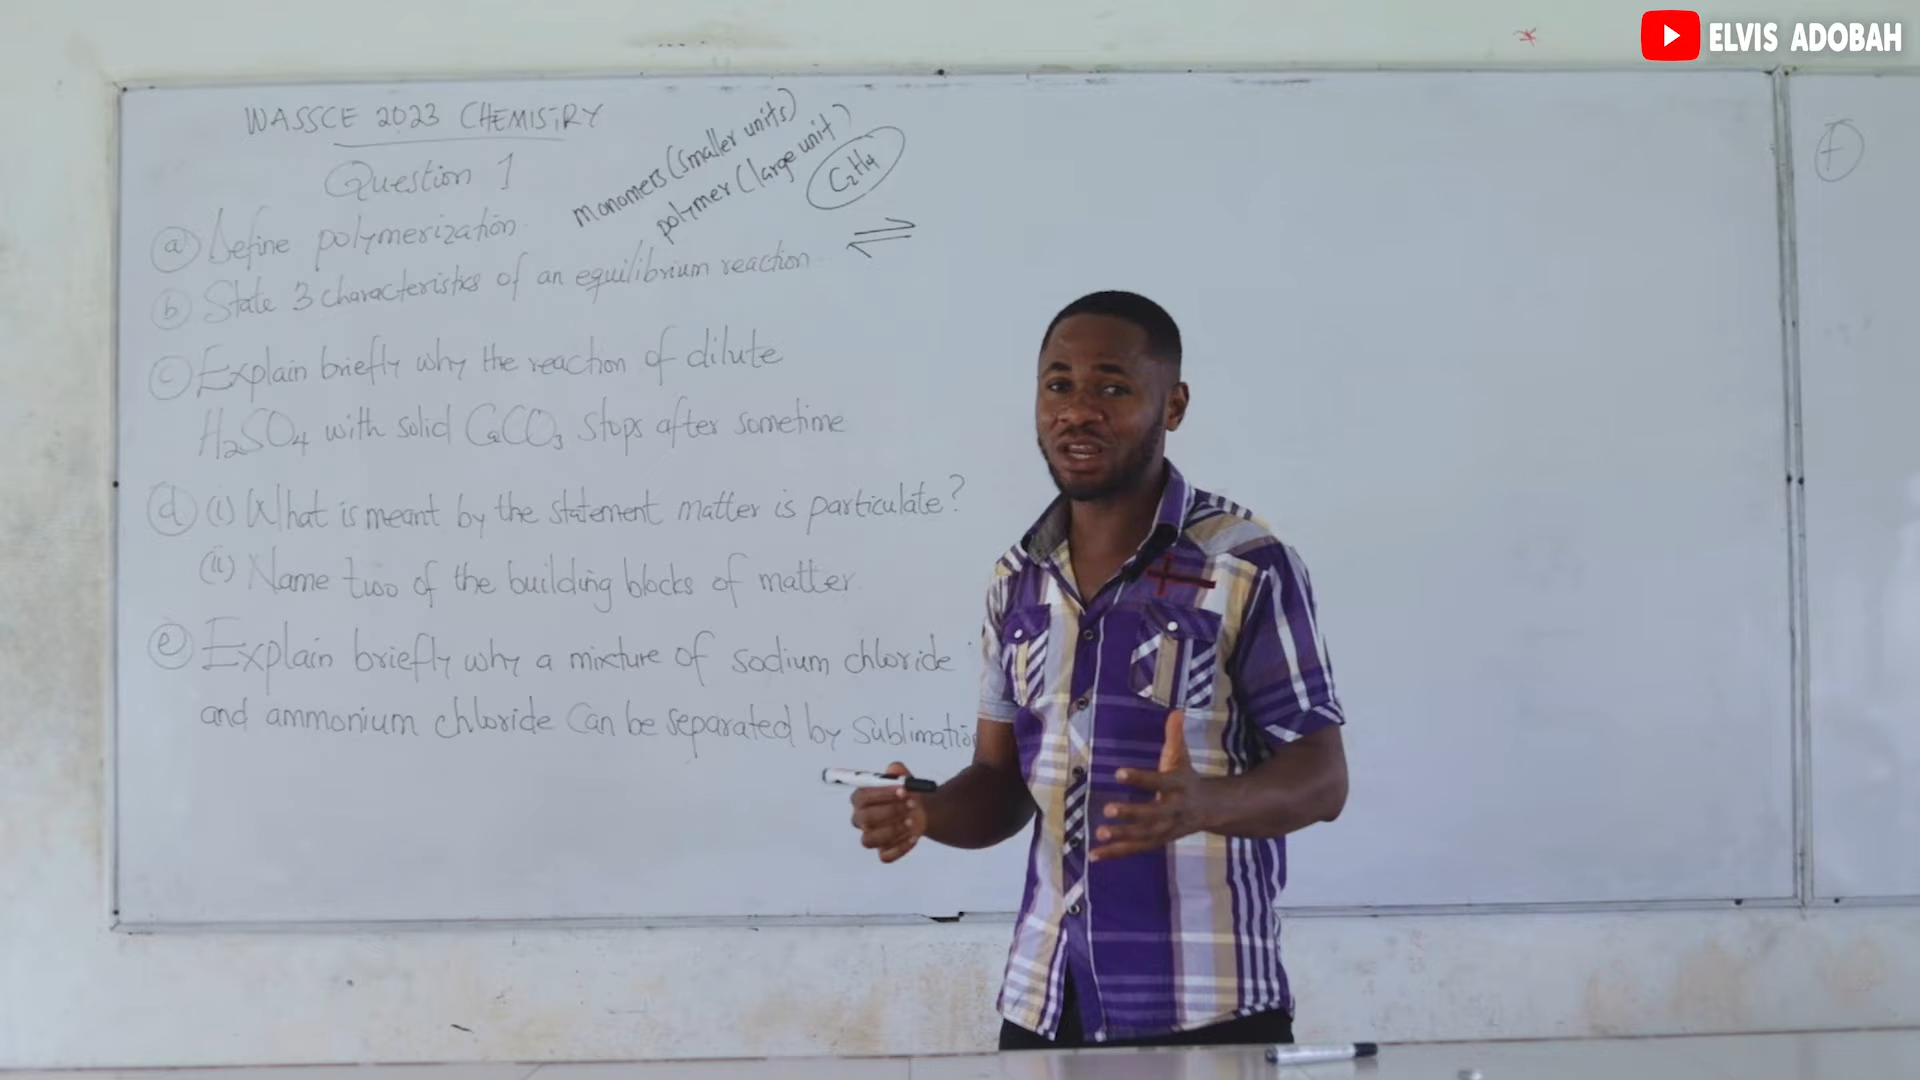 ELVIS ADOBAH
WASSCE 2023 CHEMISTRY
Question 1
monomers (smaller units)
polymer (large unit)
C₂H₄
ⓐ Define polymerization
⇌
ⓑ State 3 characteristics of an equilibrium reaction
ⓒ Explain briefly why the reaction of dilute
H₂SO₄ with solid CaCO₃ stops after sometime
ⓓ (i) What is meant by the statement matter is particulate?
(ii) Name two of the building blocks of matter.
ⓔ Explain briefly why a mixture of sodium chloride
and ammonium chloride can be separated by sublimation